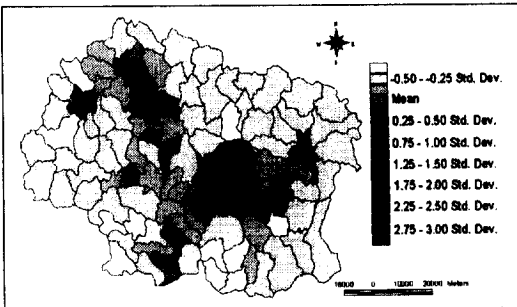 N
W E
S
-0.50 - -0.25 Std. Dev.
Mean
0.25 - 0.50 Std. Dev.
0.75 - 1.00 Std. Dev.
1.25 - 1.50 Std. Dev.
1.75 - 2.00 Std. Dev.
2.25 - 2.50 Std. Dev.
2.75 - 3.00 Std. Dev.
10000 0 10000 20000 Meters